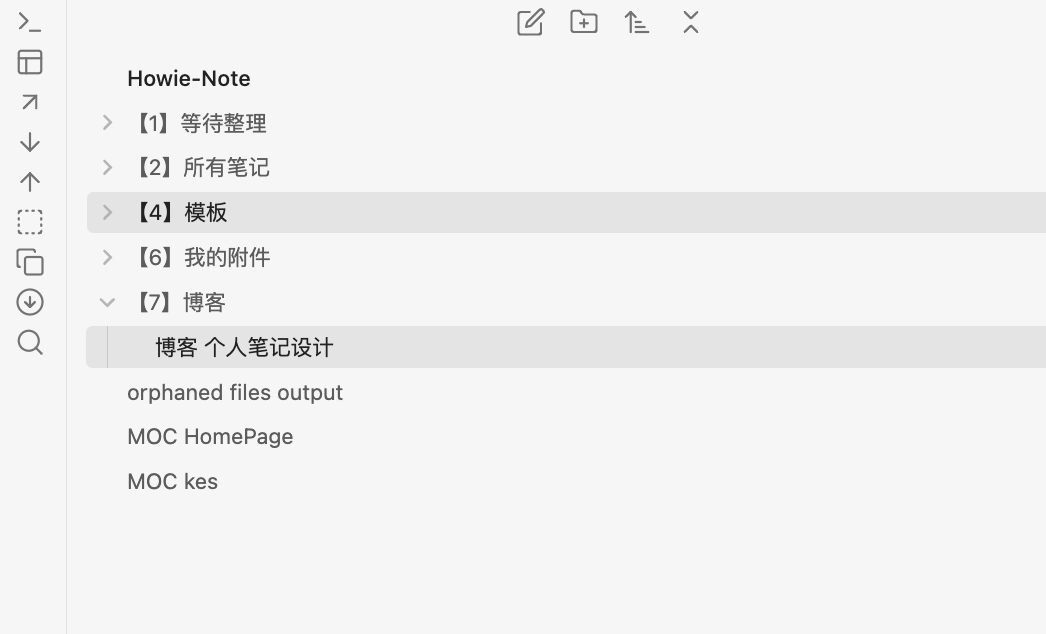 Howie-Note
【1】等待整理
【2】所有笔记
【4】模板
【6】我的附件
【7】博客
博客 个人笔记设计
orphaned files output
MOC HomePage
MOC kes